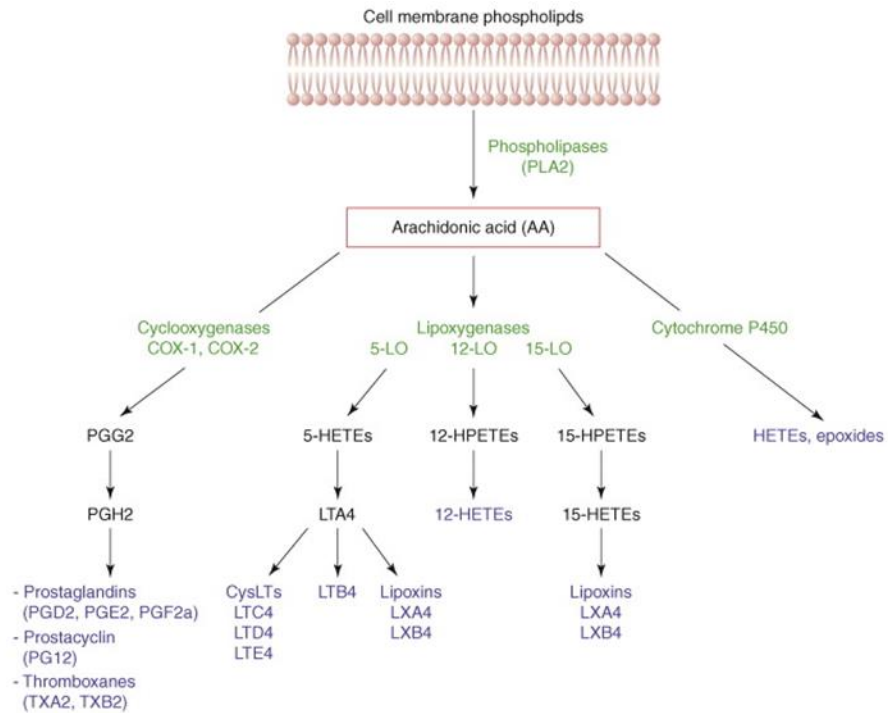 Cell membrane phospholipds
Phospholipases
(PLA2)
Arachidonic acid (AA)
Cyclooxygenases
COX-1, COX-2
Lipoxygenases
5-LO 12-LO 15-LO
Cytochrome P450
PGG2
5-HETEs
12-HPETEs
15-HPETEs
HETEs, epoxides
PGH2
LTA4
12-HETEs
15-HETEs
- Prostaglandins
(PGD2, PGE2, PGF2a)
- Prostacyclin
(PG12)
- Thromboxanes
(TXA2, TXB2)
CysLTs
LTC4
LTD4
LTE4
LTB4
Lipoxins
LXA4
LXB4
Lipoxins
LXA4
LXB4